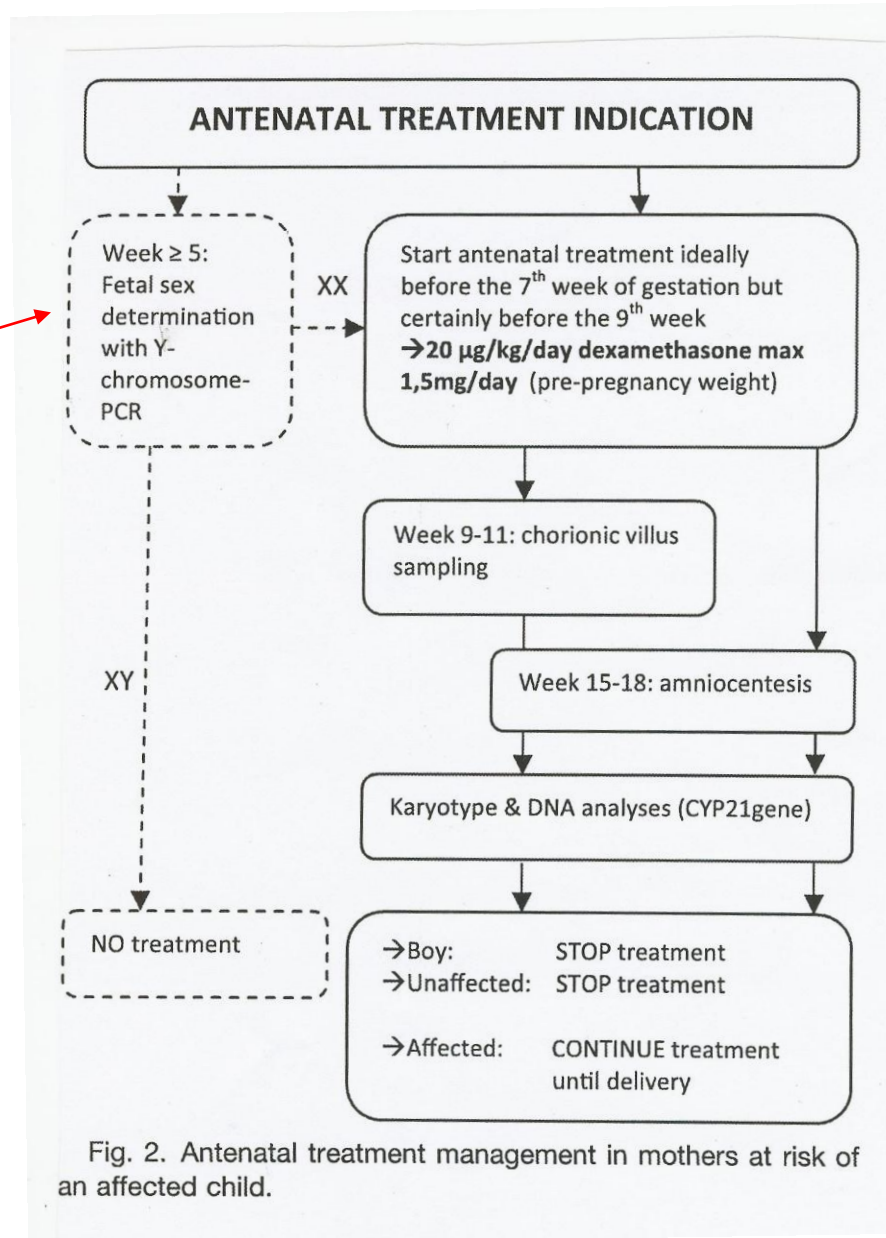 ANTENATAL TREATMENT INDICATION
Week ≥ 5:
Fetal sex
determination
with Y-
chromosome-
PCR
XX
Start antenatal treatment ideally
before the 7th week of gestation but
certainly before the 9th week
→20 µg/kg/day dexamethasone max
1,5mg/day (pre-pregnancy weight)
Week 9-11: chorionic villus
sampling
XY
Week 15-18: amniocentesis
Karyotype & DNA analyses (CYP21gene)
NO treatment
→Boy: STOP treatment
→Unaffected: STOP treatment
→Affected: CONTINUE treatment
until delivery
Fig. 2. Antenatal treatment management in mothers at risk of
an affected child.